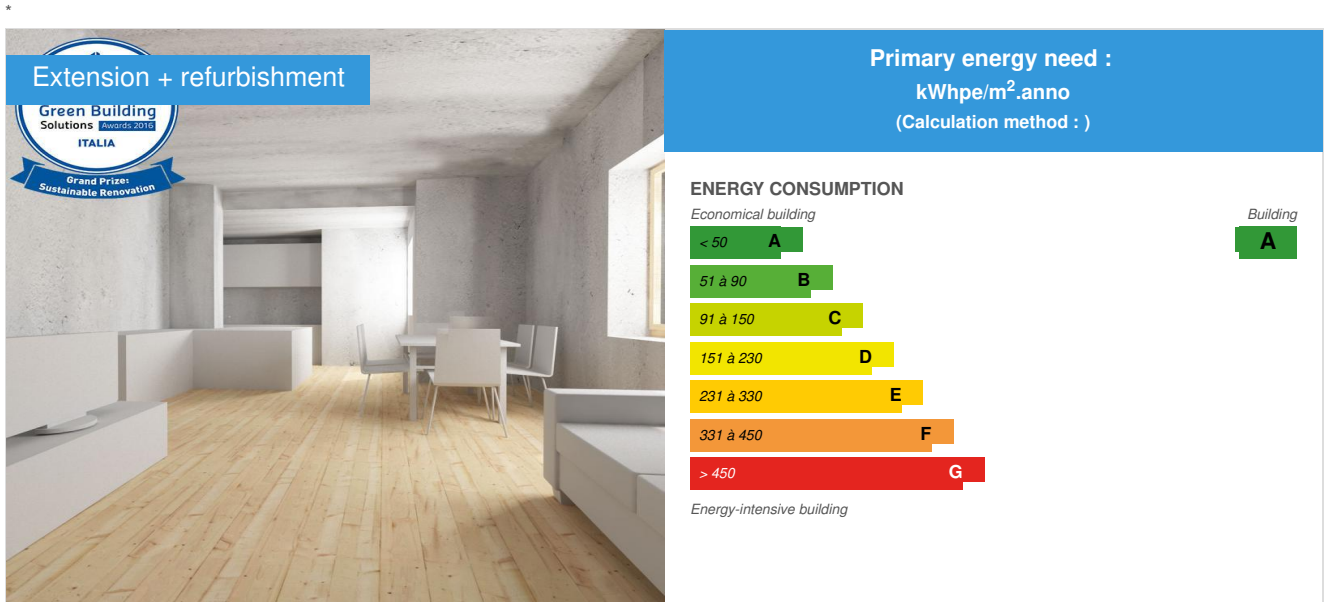 *
Extension + refurbishment
Green Building
Solutions Awards 2016
ITALIA
Grand Prize:
Sustainable Renovation
Primary energy need :
kWhpe/m².anno
(Calculation method : )
ENERGY CONSUMPTION
Economical building
Building
< 50 A
A
51 à 90 B
91 à 150 C
151 à 230 D
231 à 330 E
331 à 450 F
> 450 G
Energy-intensive building